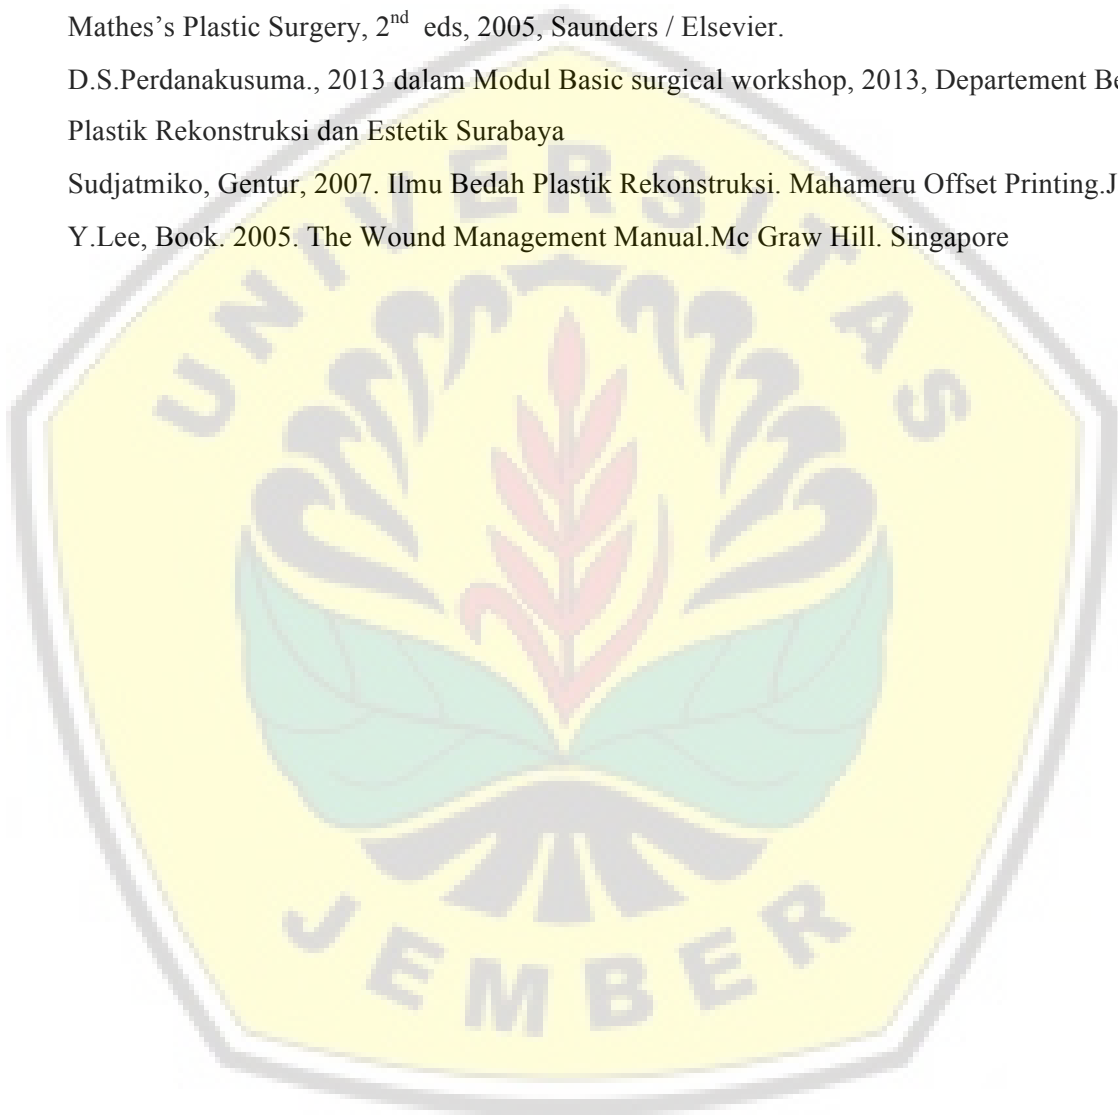 Mathes’s Plastic Surgery, 2nd eds, 2005, Saunders / Elsevier.
D.S.Perdanakusuma., 2013 dalam Modul Basic surgical workshop, 2013, Departement
Plastik Rekonstruksi dan Estetik Surabaya
Sudjatmiko, Gentur, 2007. Ilmu Bedah Plastik Rekonstruksi. Mahameru Offset Printing.
Y.Lee, Book. 2005. The Wound Management Manual.Mc Graw Hill. Singapore
UNIVERSITAS
JEMBER